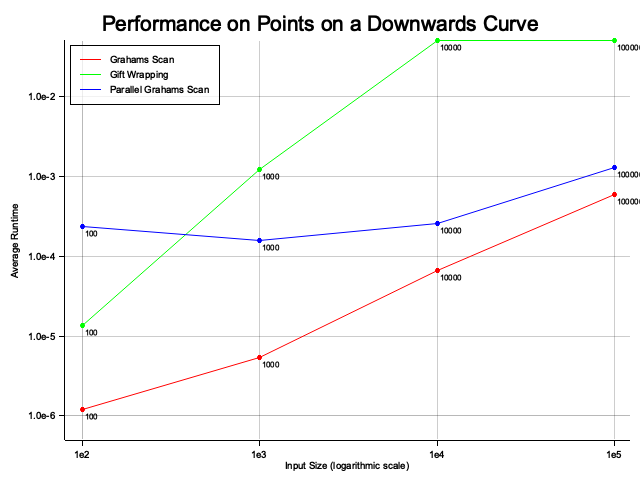 Performance on Points on a Downwards Curve
Grahams Scan
Gift Wrapping
Parallel Grahams Scan
Average Runtime
1.0e-2
1.0e-3
1.0e-4
1.0e-5
1.0e-6
10000
100000
1000
100
1000
10000
100000
100
100
1000
10000
100000
1e2
1e3
1e4
1e5
Input Size (logarithmic scale)